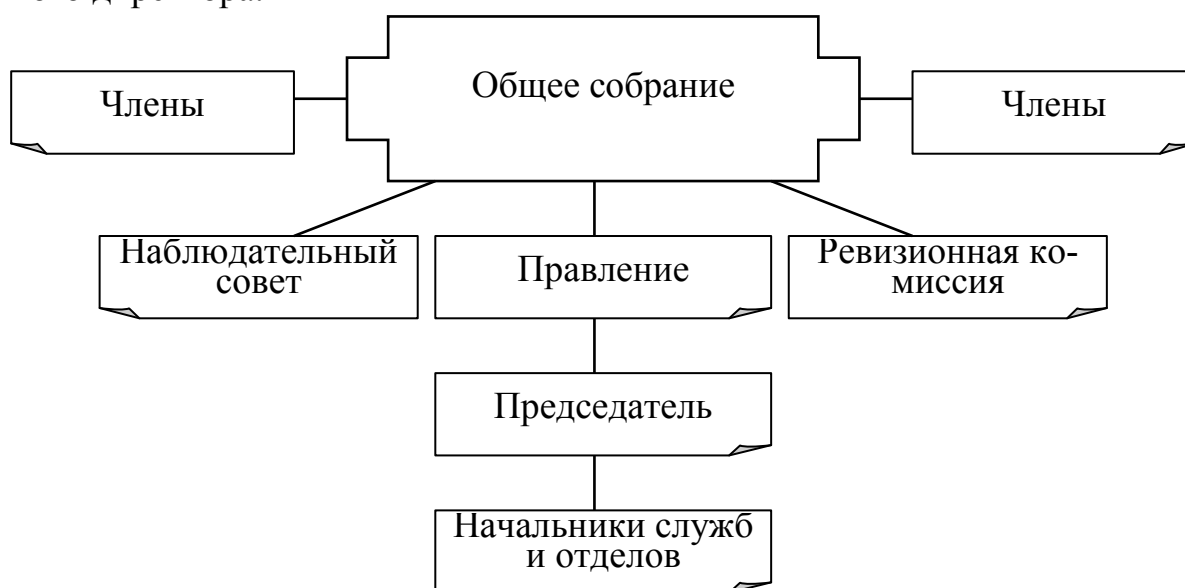 Общее собрание
Члены
Члены
Наблюдательный
совет
Правление
Ревизионная ко-
миссия
Председатель
Начальники служб
и отделов